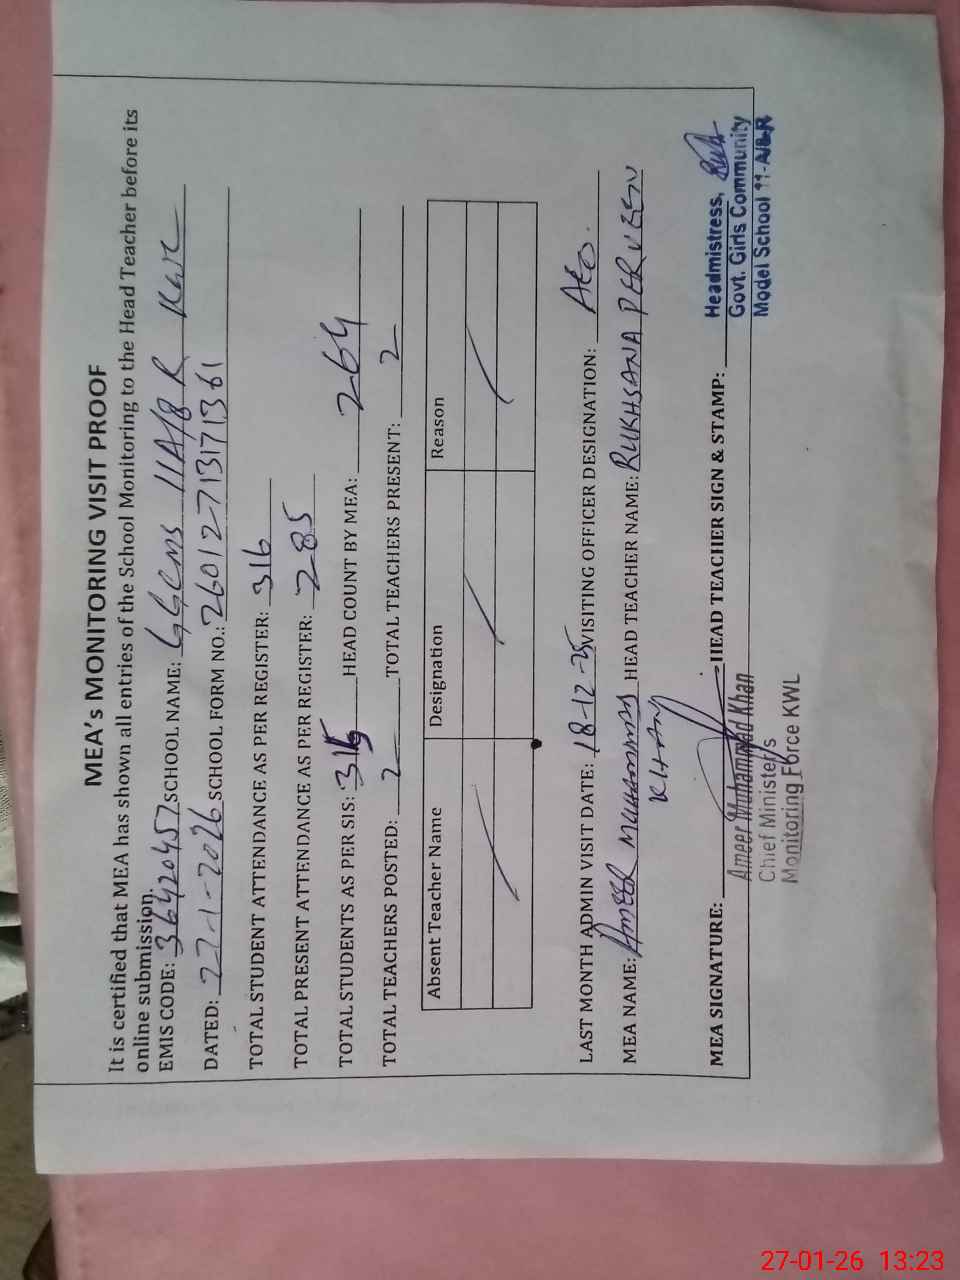 MEA's MONITORING VISIT PROOF
It is certified that MEA has shown all entries of the School Monitoring to the Head Teacher before its
online submission.
EMIS CODE: 36420457 SCHOOL NAME: GGCMS 11A/8R KWL
DATED: 27-1-2026 SCHOOL FORM NO.: 26012713171361
TOTAL STUDENT ATTENDANCE AS PER REGISTER: 316
TOTAL PRESENT ATTENDANCE AS PER REGISTER: 285
TOTAL STUDENTS AS PER SIS: 316 HEAD COUNT BY MEA: 264
TOTAL TEACHERS POSTED: 2 TOTAL TEACHERS PRESENT: 2
Absent Teacher Name Designation Reason
LAST MONTH ADMIN VISIT DATE: 18-12-25 VISITING OFFICER DESIGNATION: AEO.
MEA NAME: AMEER MUHAMMAD KHAN HEAD TEACHER NAME: RUKHSANA PERVEEN
MEA SIGNATURE: HEAD TEACHER SIGN & STAMP:
Ameer Muhammad Khan
Chief Minister's
Monitoring Force KWL
Headmistress,
Govt. Girls Community
Model School 11-A/8-R
27-01-26 13:23